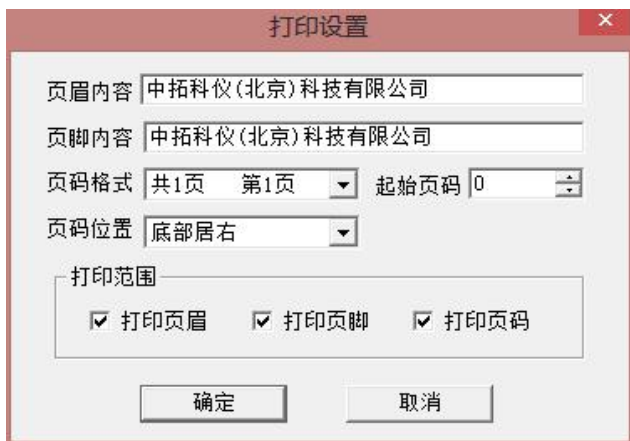 打印设置
页眉内容 中拓科仪(北京)科技有限公司
页脚内容 中拓科仪(北京)科技有限公司
页码格式 共1页 第1页 起始页码 0
页码位置 底部居右
打印范围
打印页眉 打印页脚 打印页码
确定 取消